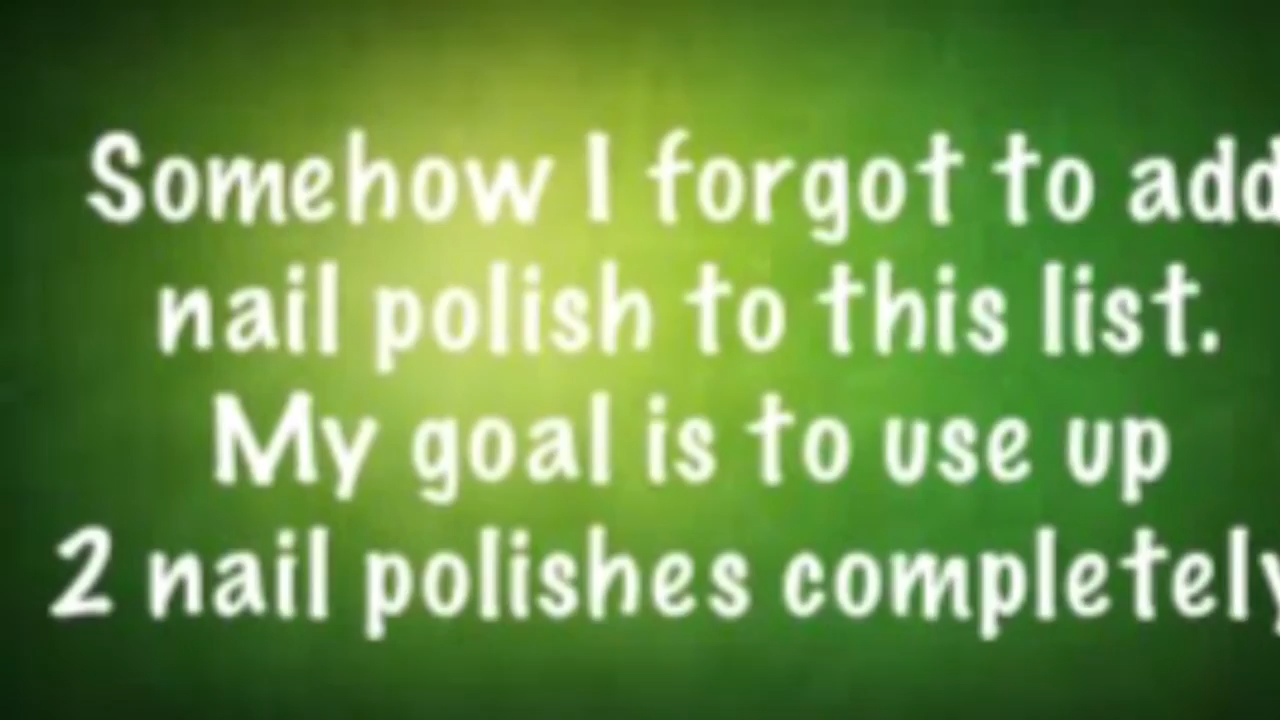 Somehow I forgot to add
nail polish to this list.
My goal is to use up
2 nail polishes completely